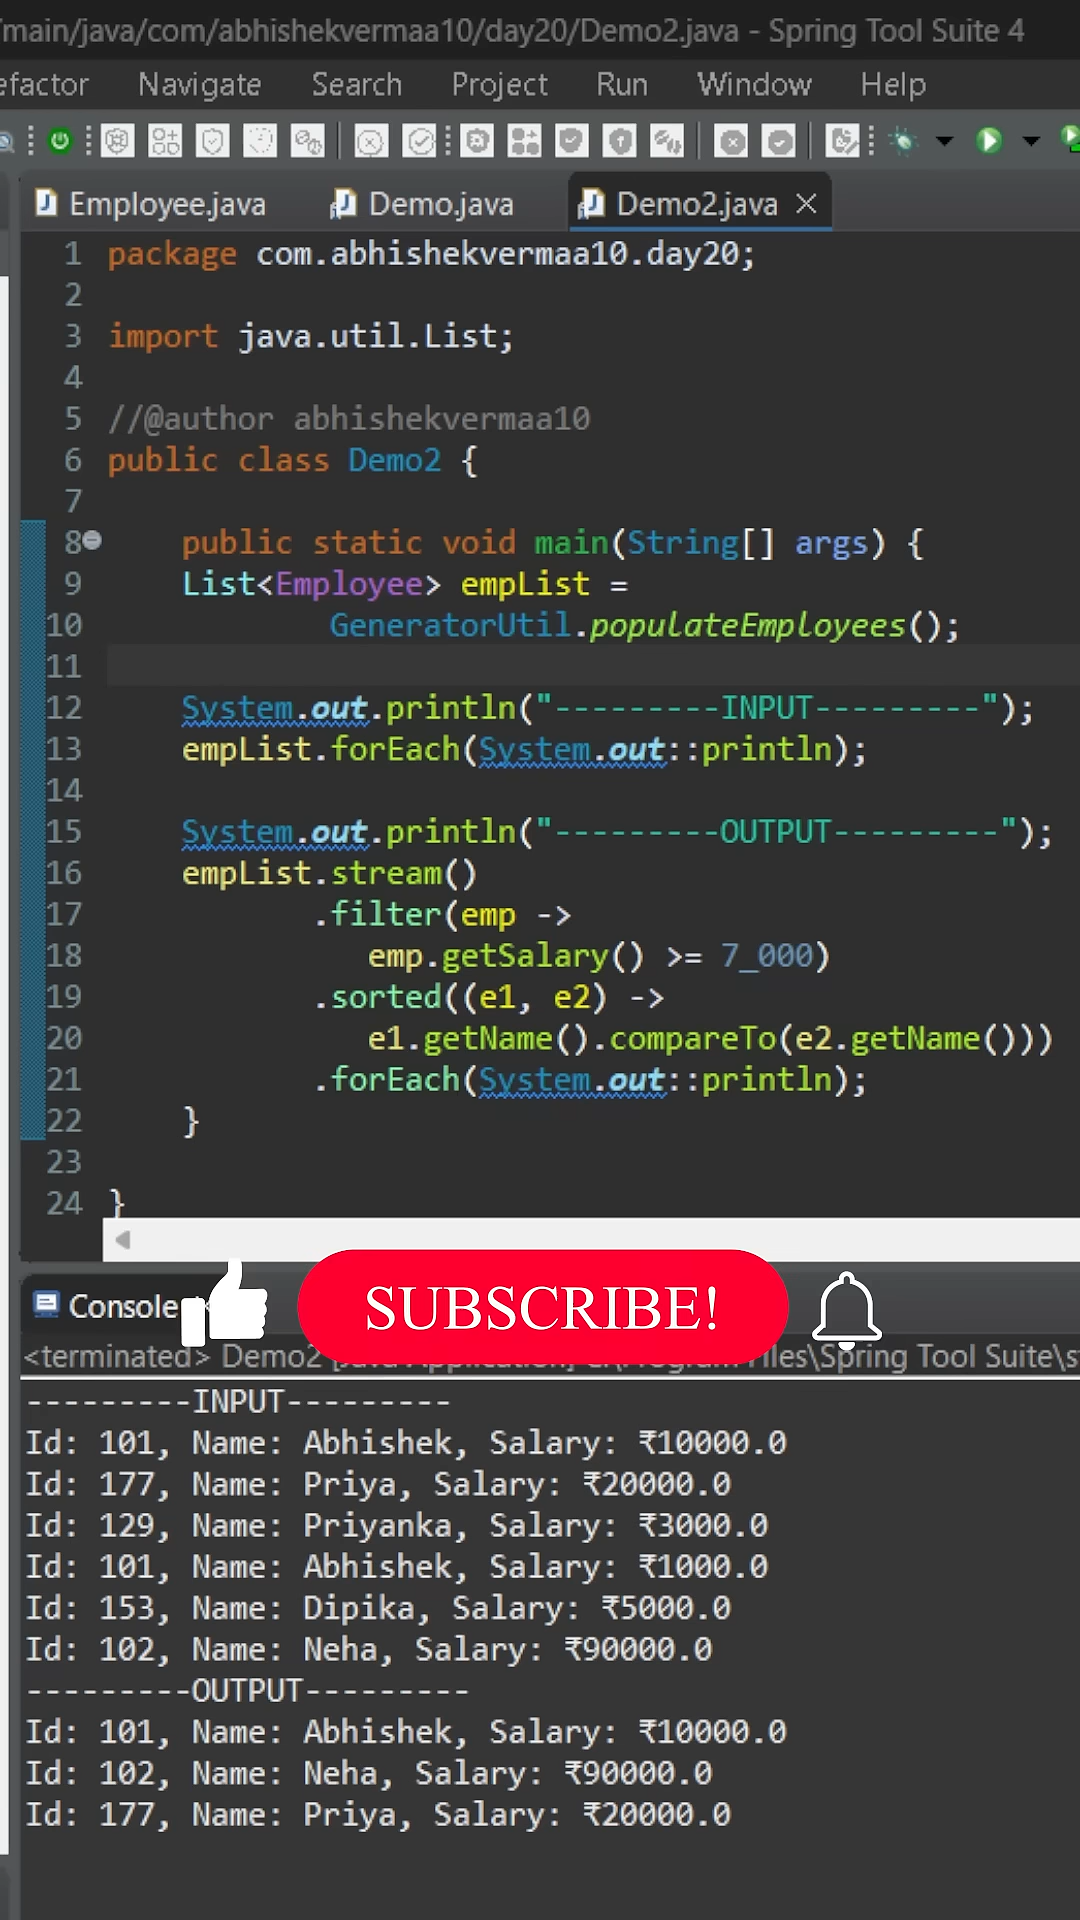 /main/java/com/abhishekvermaa10/day20/Demo2.java - Spring Tool Suite 4
efactor Navigate Search Project Run Window Help
Employee.java Demo.java Demo2.java
1 package com.abhishekvermaa10.day20;
2
3 import java.util.List;
4
5 //@author abhishekvermaa10
6 public class Demo2 {
7
8 public static void main(String[] args) {
9 List<Employee> empList =
10 GeneratorUtil.populateEmployees();
11
12 System.out.println("---------INPUT---------");
13 empList.forEach(System.out::println);
14
15 System.out.println("---------OUTPUT---------");
16 empList.stream()
17 .filter(emp ->
18 emp.getSalary() >= 7_000)
19 .sorted((e1, e2) ->
20 e1.getName().compareTo(e2.getName()))
21 .forEach(System.out::println);
22 }
23
24 }
Console
SUBSCRIBE!
<terminated> Demo2 Spring Tool Suite\s
---------INPUT---------
Id: 101, Name: Abhishek, Salary: ₹10000.0
Id: 177, Name: Priya, Salary: ₹20000.0
Id: 129, Name: Priyanka, Salary: ₹3000.0
Id: 101, Name: Abhishek, Salary: ₹1000.0
Id: 153, Name: Dipika, Salary: ₹5000.0
Id: 102, Name: Neha, Salary: ₹90000.0
---------OUTPUT---------
Id: 101, Name: Abhishek, Salary: ₹10000.0
Id: 102, Name: Neha, Salary: ₹90000.0
Id: 177, Name: Priya, Salary: ₹20000.0